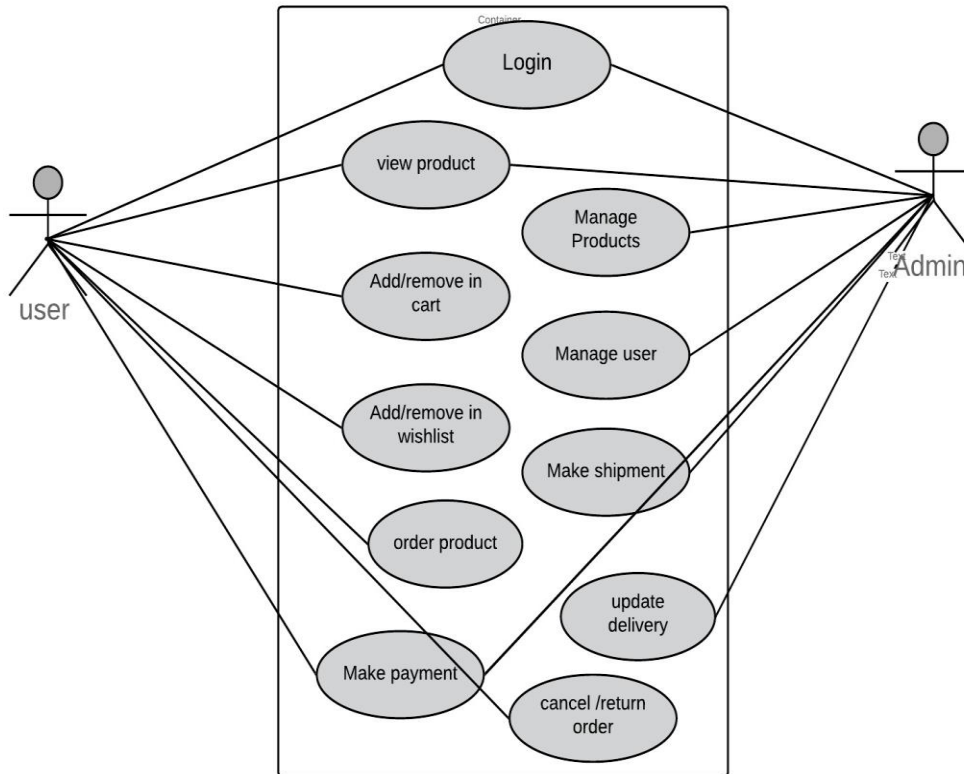 Container
Login
view product
Manage
Products
Add/remove in
cart
Text
Text
Admin
user
Manage user
Add/remove in
wishlist
Make shipment
order product
update
delivery
Make payment
cancel /return
order